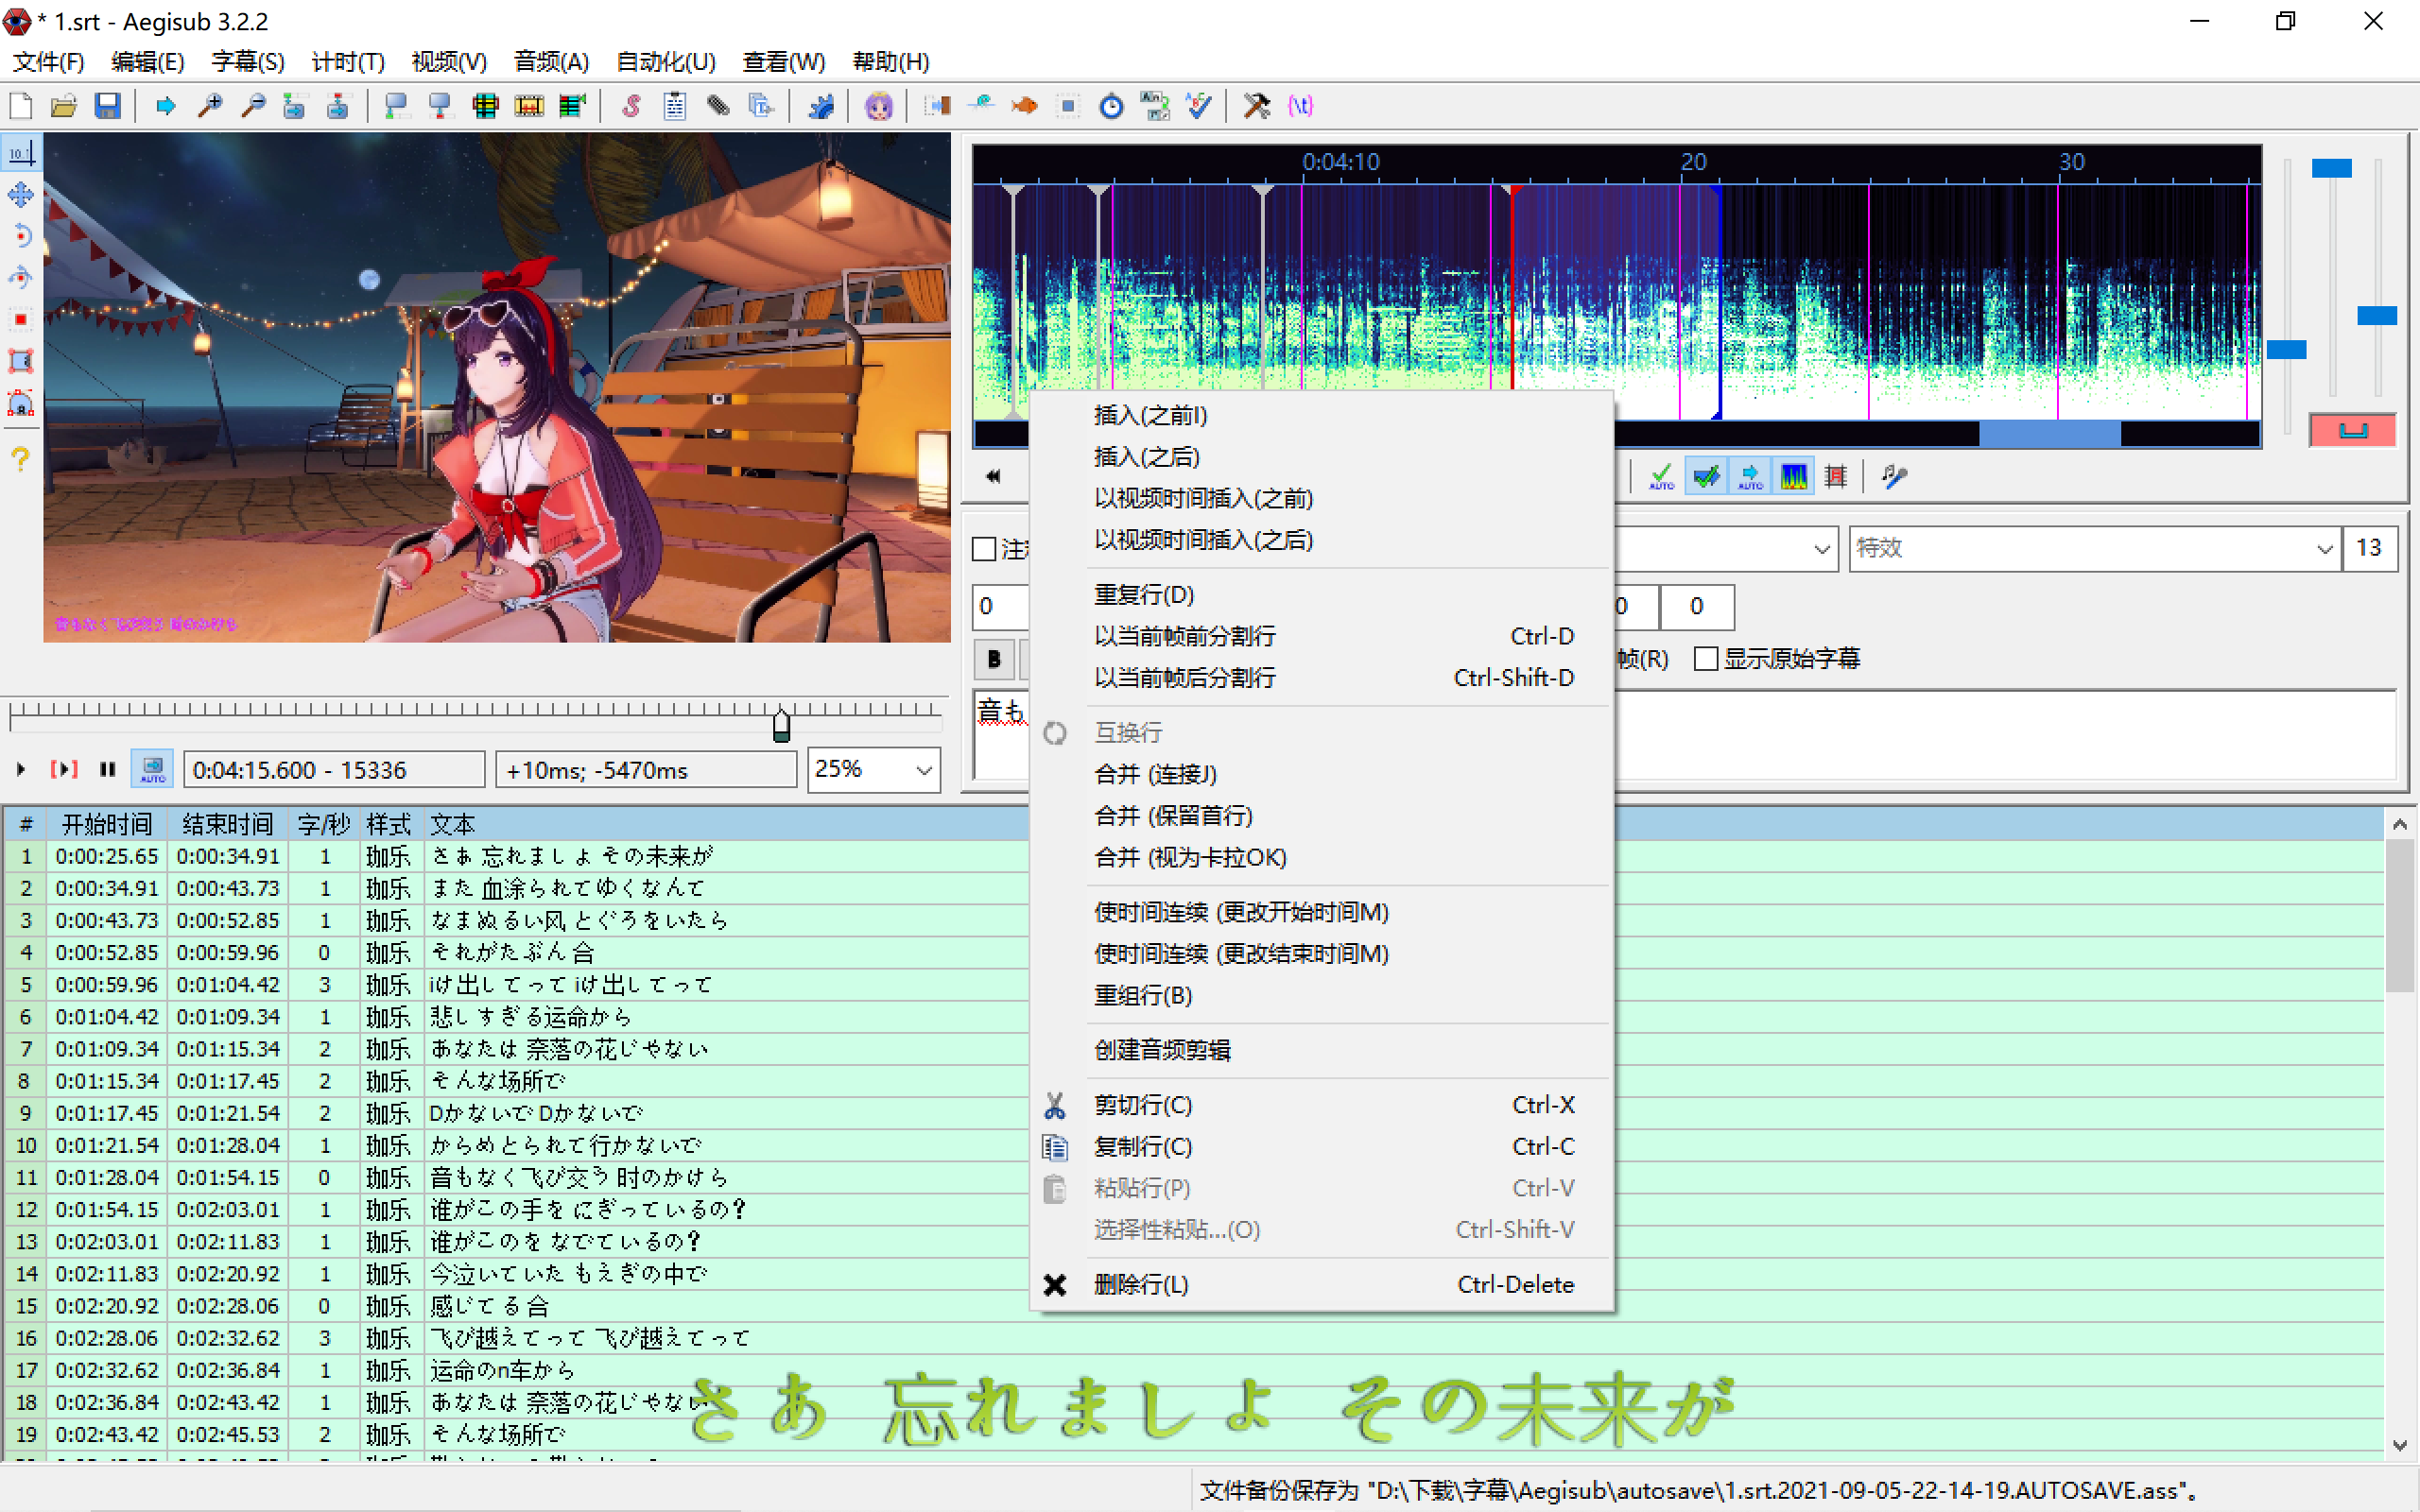 * 1.srt - Aegisub 3.2.2
文件(F) 编辑(E) 字幕(S) 计时(T) 视频(V) 音频(A) 自动化(U) 查看(W) 帮助(H)
0:04:10 20 30
音もなく飞び交う 时のかけら
注
特效 13
0 0 0
B 帧(R) 显示原始字幕
音も
0:04:15.600 - 15336 +10ms; -5470ms 25%
插入(之前I)
插入(之后)
以视频时间插入(之前)
以视频时间插入(之后)
重复行(D)
以当前帧前分割行 Ctrl-D
以当前帧后分割行 Ctrl-Shift-D
互换行
合并 (连接J)
合并 (保留首行)
合并 (视为卡拉OK)
使时间连续 (更改开始时间M)
使时间连续 (更改结束时间M)
重组行(B)
创建音频剪辑
剪切行(C) Ctrl-X
复制行(C) Ctrl-C
粘贴行(P) Ctrl-V
选择性粘贴...(O) Ctrl-Shift-V
删除行(L) Ctrl-Delete
# 开始时间 结束时间 字/秒 样式 文本
1 0:00:25.65 0:00:34.91 1 珈乐 さあ 忘れましょ その未来が
2 0:00:34.91 0:00:43.73 1 珈乐 また 血涂られてゆくなんて
3 0:00:43.73 0:00:52.85 1 珈乐 なまぬるい风 とぐろをいたら
4 0:00:52.85 0:00:59.96 0 珈乐 それがたぶん 合
5 0:00:59.96 0:01:04.42 3 珈乐 iけ出してって iけ出してって
6 0:01:04.42 0:01:09.34 1 珈乐 悲しすぎる运命から
7 0:01:09.34 0:01:15.34 2 珈乐 あなたは 奈落の花じゃない
8 0:01:15.34 0:01:17.45 2 珈乐 そんな场所で
9 0:01:17.45 0:01:21.54 2 珈乐 Dかないで Dかないで
10 0:01:21.54 0:01:28.04 1 珈乐 からめとられて行かないで
11 0:01:28.04 0:01:54.15 0 珈乐 音もなく飞び交う 时のかけら
12 0:01:54.15 0:02:03.01 1 珈乐 谁がこの手を にぎっているの?
13 0:02:03.01 0:02:11.83 1 珈乐 谁がこのを なでているの?
14 0:02:11.83 0:02:20.92 1 珈乐 今泣いていた もえぎの中で
15 0:02:20.92 0:02:28.06 0 珈乐 感じてる 合
16 0:02:28.06 0:02:32.62 3 珈乐 飞び越えてって 飞び越えてって
17 0:02:32.62 0:02:36.84 1 珈乐 运命のn车から
18 0:02:36.84 0:02:43.42 1 珈乐 あなたは 奈落の花じゃない
19 0:02:43.42 0:02:45.53 2 珈乐 そんな场所で
さあ 忘れましょ その未来が
文件备份保存为 "D:\下载\字幕\Aegisub\autosave\1.srt.2021-09-05-22-14-19.AUTOSAVE.ass"。